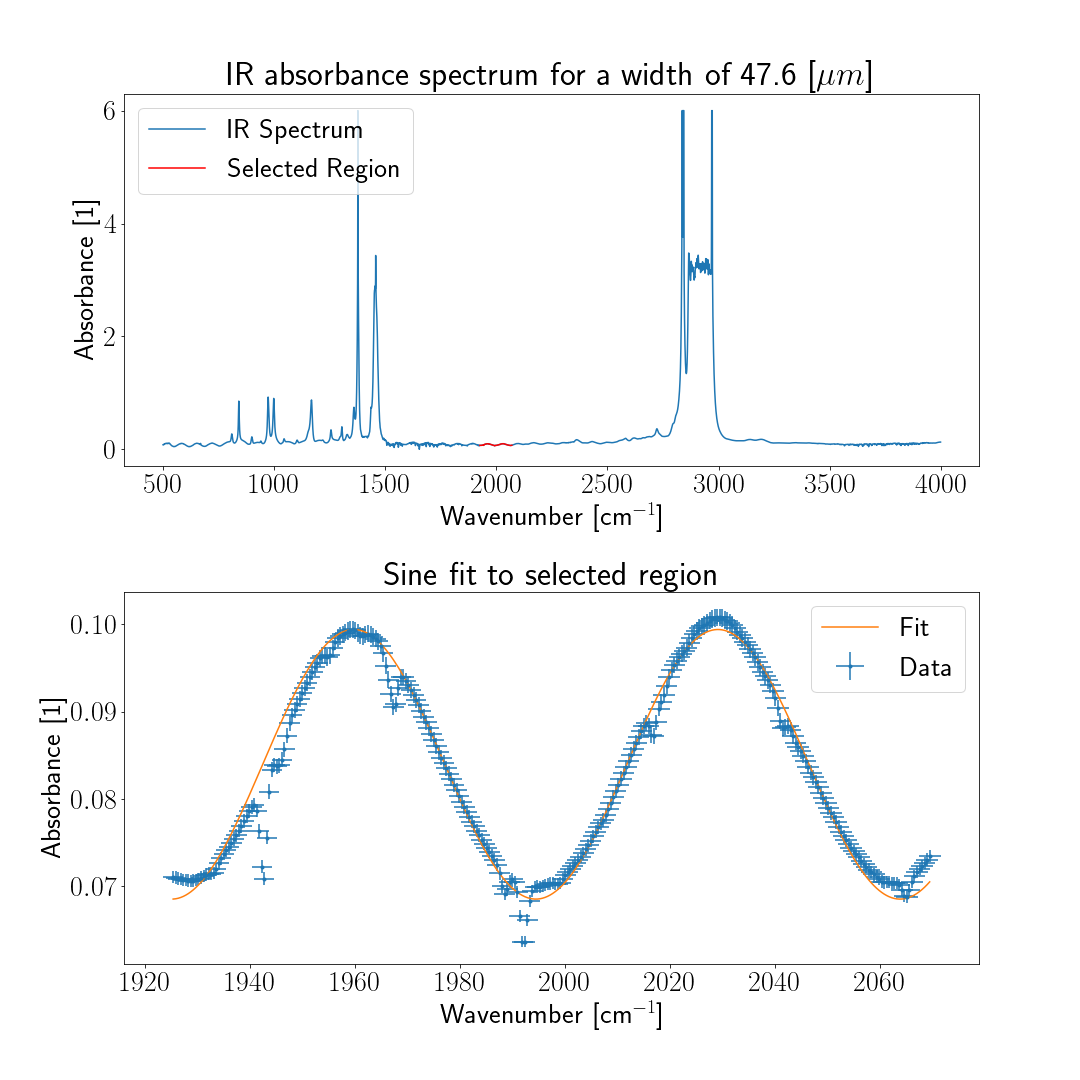 IR absorbance spectrum for a width of 47.6 [μm]
6
4
2
0
Absorbance [1]
IR Spectrum
Selected Region
500 1000 1500 2000 2500 3000 3500 4000
Wavenumber [cm⁻¹]
Sine fit to selected region
0.10
0.09
0.08
0.07
Absorbance [1]
Fit
Data
1920 1940 1960 1980 2000 2020 2040 2060
Wavenumber [cm⁻¹]